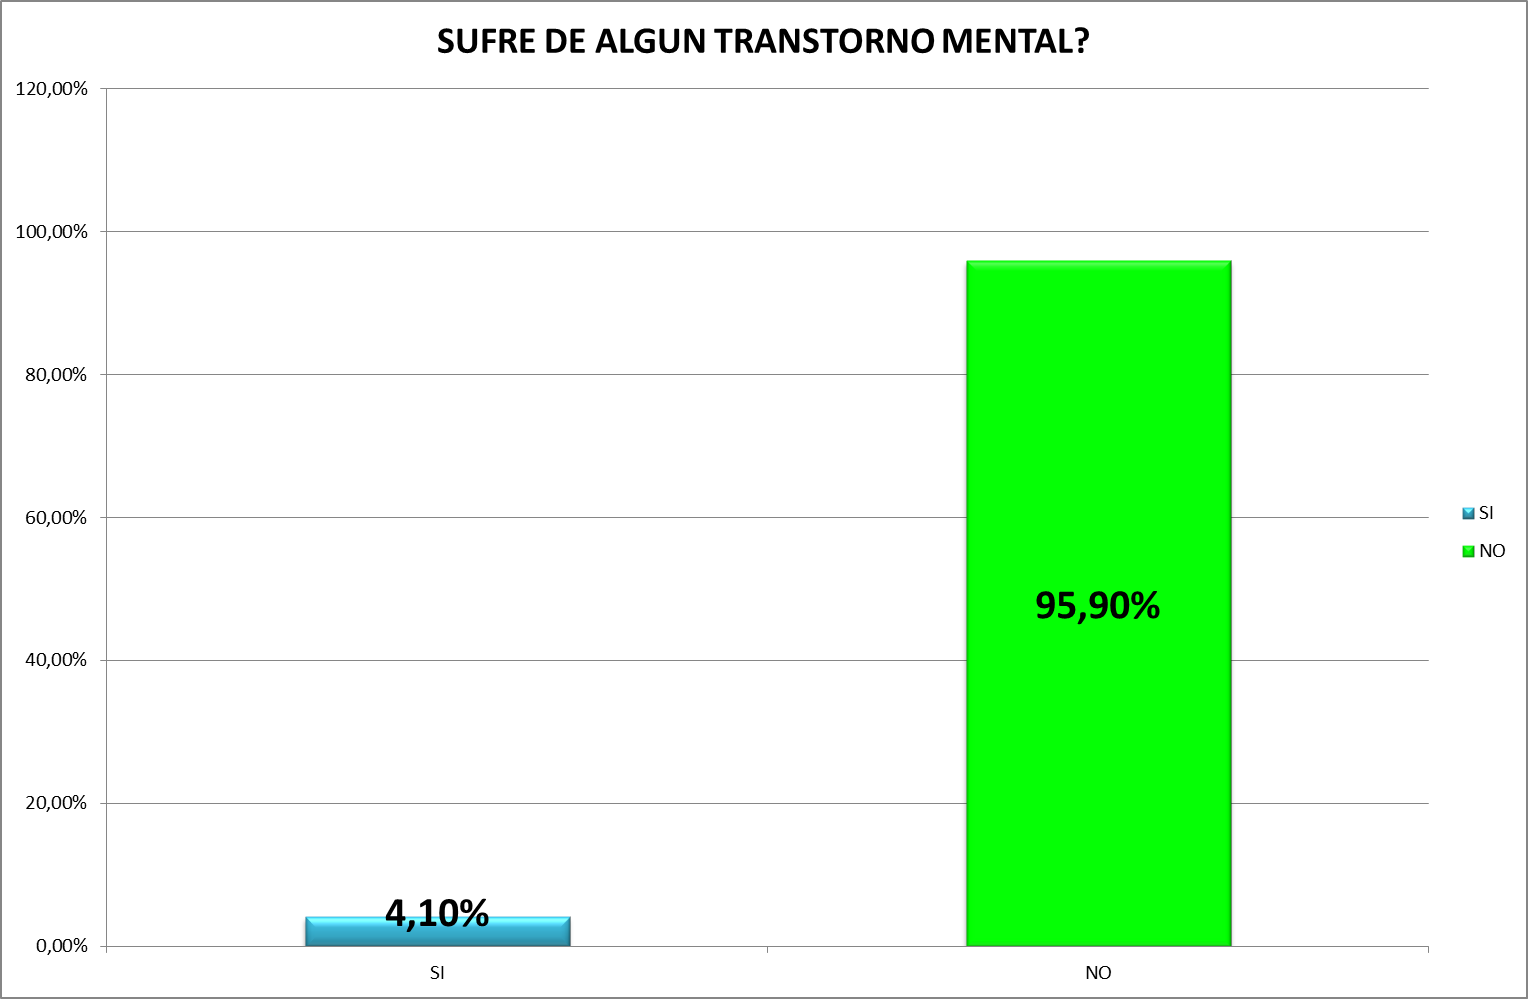 SUFRE DE ALGUN TRANSTORNO MENTAL?
120,00%
100,00%
80,00%
60,00%
40,00%
20,00%
0,00%
4,10%
95,90%
SI
NO
SI
NO